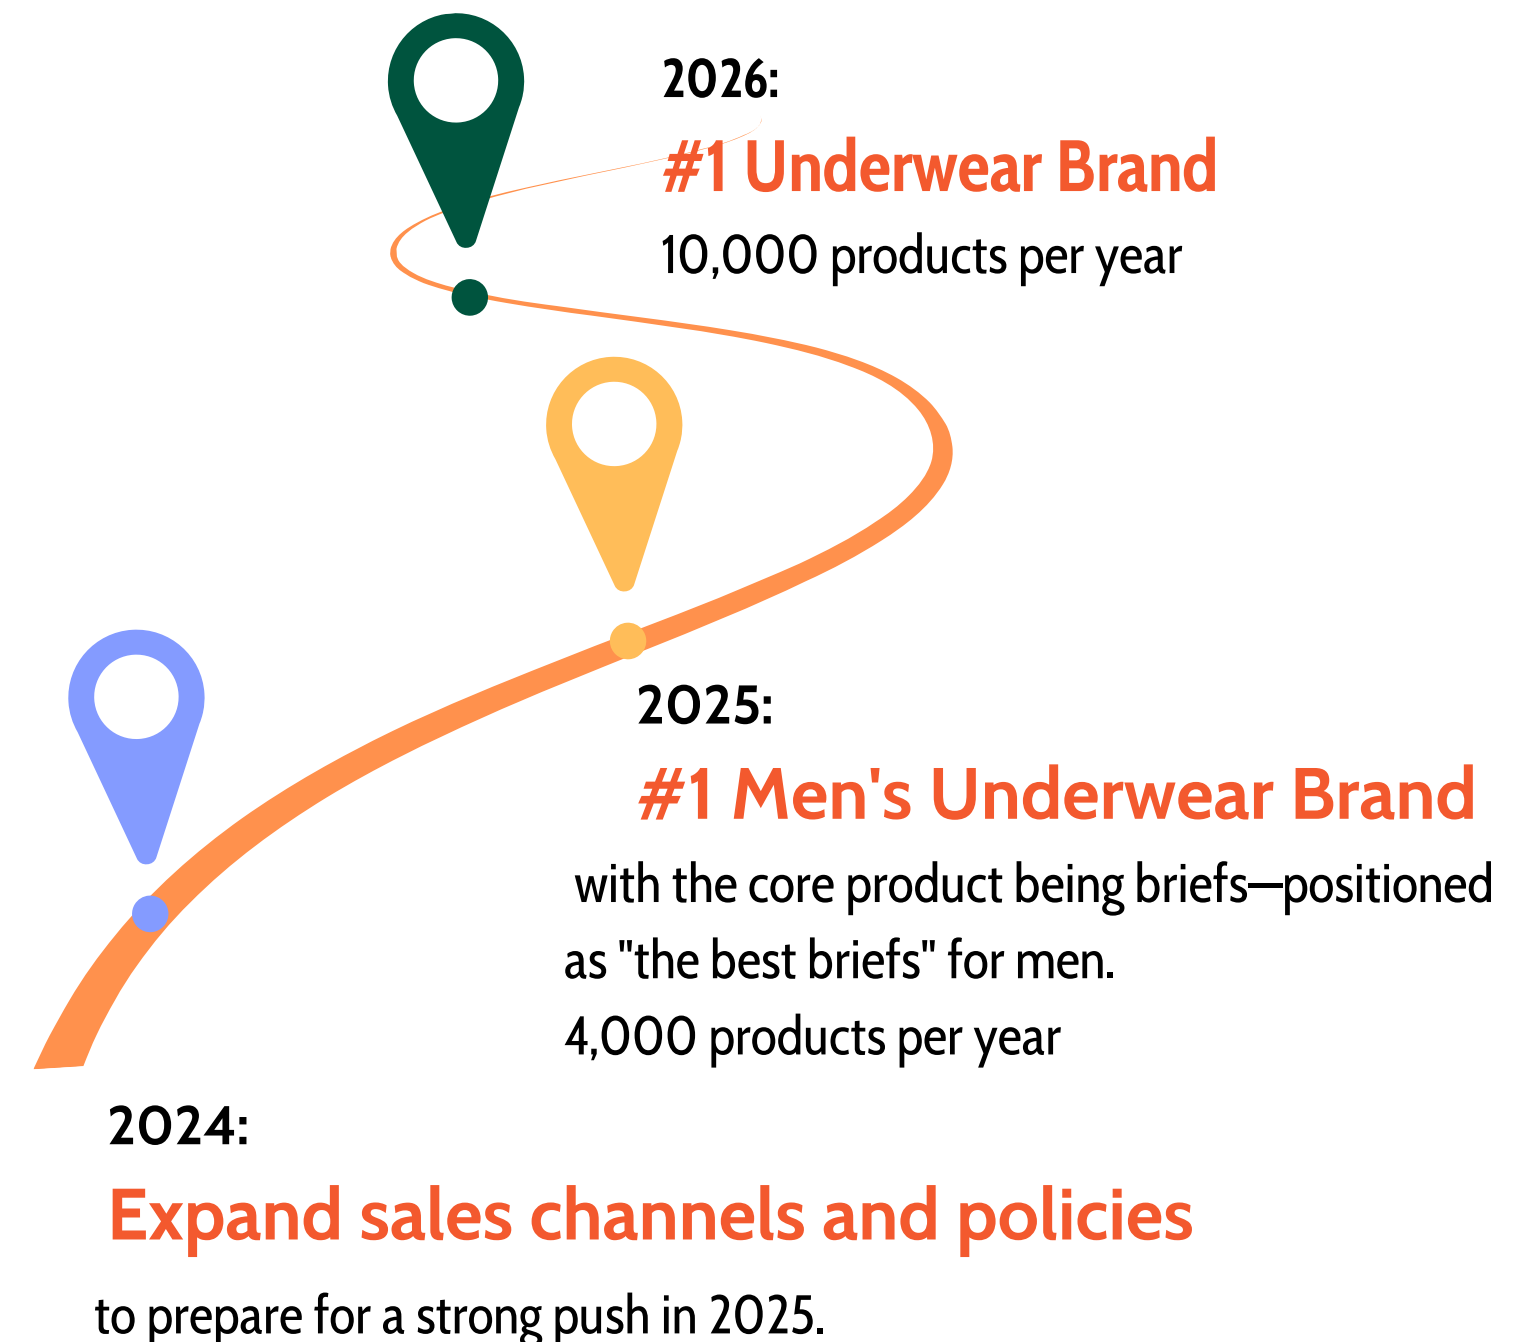 2026:
#1 Underwear Brand
10,000 products per year
2025:
#1 Men's Underwear Brand
with the core product being briefs—positioned
as "the best briefs" for men.
4,000 products per year
2024:
Expand sales channels and policies
to prepare for a strong push in 2025.